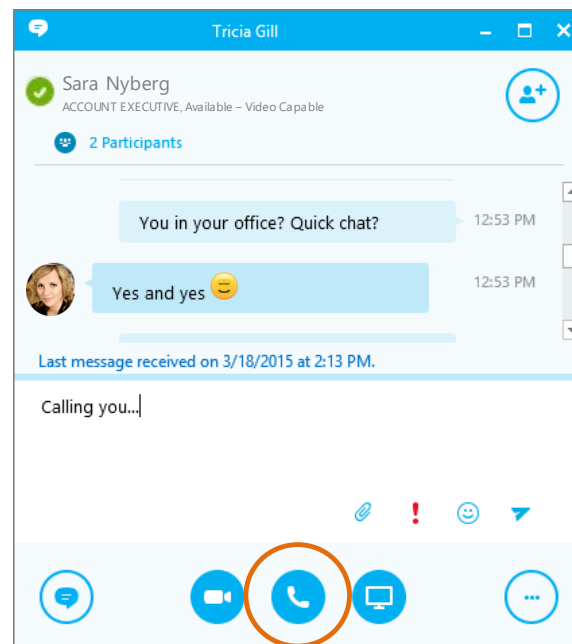 Tricia Gill
Sara Nyberg
ACCOUNT EXECUTIVE, Available – Video Capable
2 Participants
You in your office? Quick chat? 12:53 PM
Yes and yes 12:53 PM
Last message received on 3/18/2015 at 2:13 PM.
Calling you...